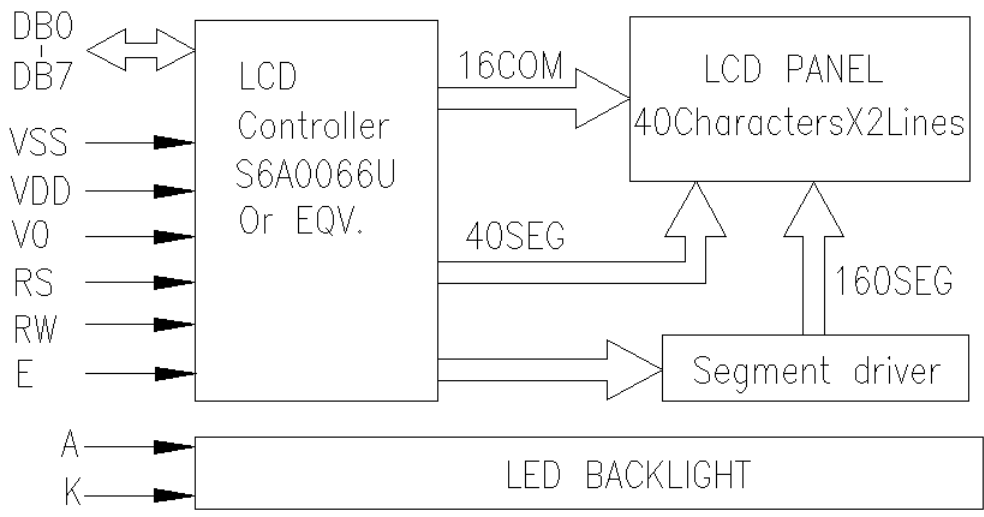 DB0
-
DB7
VSS
VDD
V0
RS
RW
E
A
K
LCD
Controller
S6A0066U
Or EQV.
16COM
40SEG
LCD PANEL
40CharactersX2Lines
160SEG
Segment driver
LED BACKLIGHT